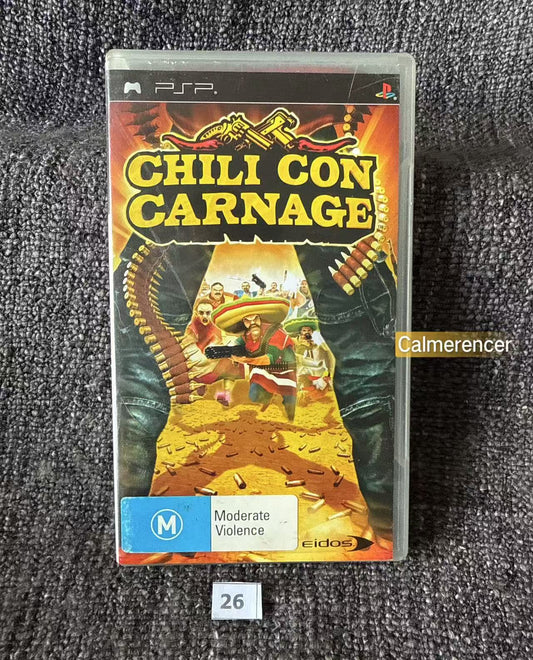 PSP
CHILI CON
CARNAGE
Calmerencer
M
Moderate
Violence
eidos
26